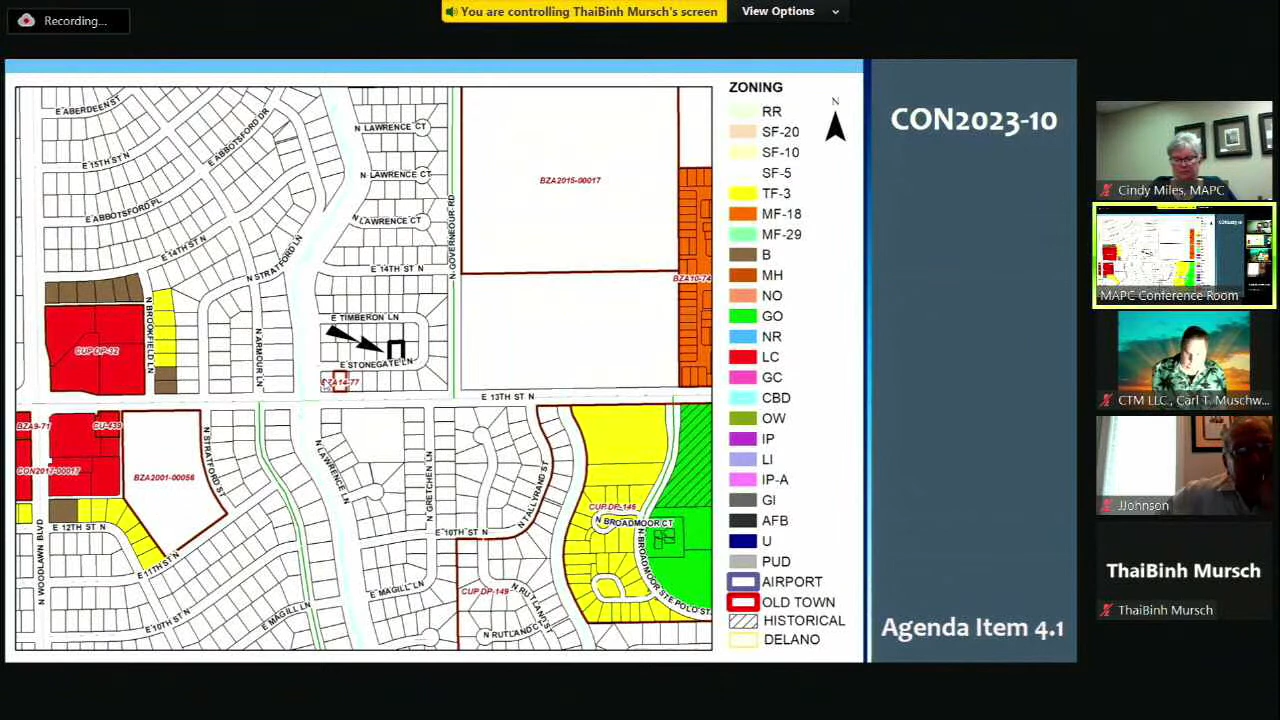 Recording...
You are controlling ThaiBinh Mursch's screen
View Options
CON2023-10
Agenda Item 4.1
ZONING
RR
SF-20
SF-10
SF-5
TF-3
MF-18
MF-29
B
MH
NO
GO
NR
LC
GC
CBD
OW
IP
LI
IP-A
GI
AFB
U
PUD
AIRPORT
OLD TOWN
HISTORICAL
DELANO
N
E ABERDEEN ST
E ABBOTSFORD DR
N LAWRENCE CT
E 15TH ST N
N LAWRENCE CT
BZA2015-00017
E ABBOTSFORD PL
N LAWRENCE CT
N GOVERNEOUR RD
E 14TH ST N
N STRATFORD LN
E 14TH ST N
BZA10-74
N BROOKFIELD LN
E TIMBERON LN
CUP DP-32
N ARMOUR LN
E STONEGATE LN
E 13TH ST N
BZA9-71
CU-439
N STRATFORD ST
N LAWRENCE LN
N GRETCHEN LN
N TALLYRAND ST
CON2017-00017
BZA2001-00056
CUP DP-145
N BROADMOOR CT
E 12TH ST N
E 10TH ST N
N WOODLAWN BLVD
E 11TH ST N
N BROADMOOR ST
E MAGILL LN
CUP DP-149
N RUTLAND ST
E POLO ST
E MAGILL LN
E 10TH ST N
N RUTLAND CT
Cindy Miles, MAPC
MAPC Conference Room
CTM LLC., Carl T. Muschw...
JJohnson
ThaiBinh Mursch
ThaiBinh Mursch